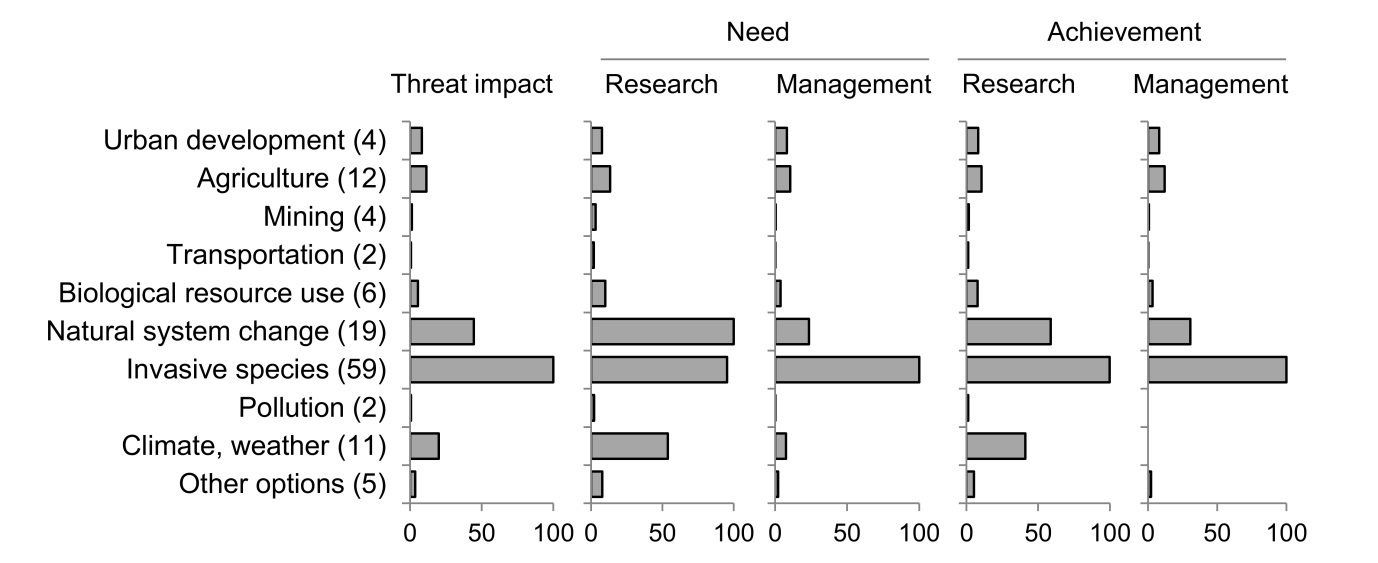 Need Achievement
Threat impact Research Management Research Management
Urban development (4)
Agriculture (12)
Mining (4)
Transportation (2)
Biological resource use (6)
Natural system change (19)
Invasive species (59)
Pollution (2)
Climate, weather (11)
Other options (5)
0 50 100 0 50 100 0 50 100 0 50 100 0 50 100